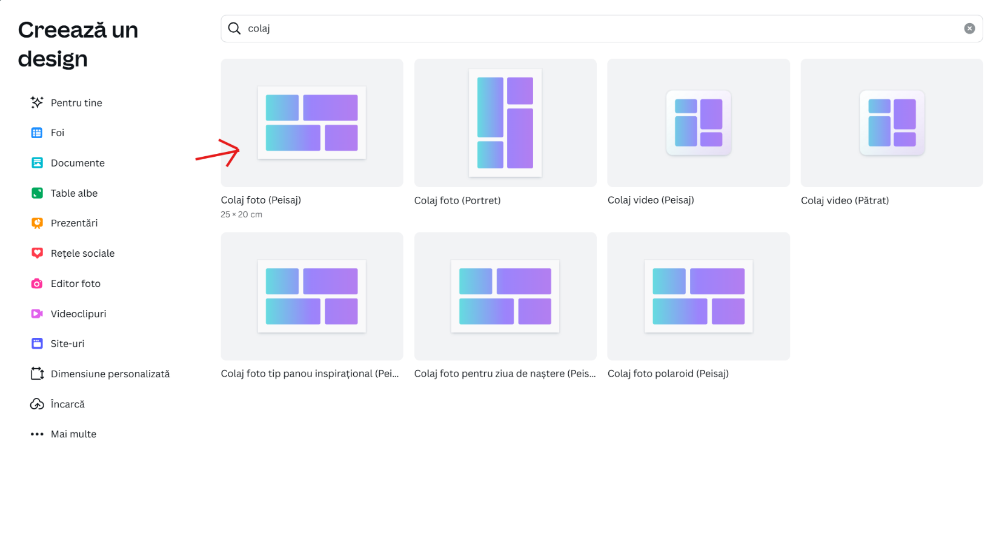 Creează un
design
colaj
Pentru tine
Foi
Documente
Table albe
Prezentări
Rețele sociale
Editor foto
Videoclipuri
Site-uri
Dimensiune personalizată
Încarcă
Mai multe
Colaj foto (Peisaj)
25 × 20 cm
Colaj foto (Portret)
Colaj video (Peisaj)
Colaj video (Pătrat)
Colaj foto tip panou inspirațional (Pei...
Colaj foto pentru ziua de naștere (Peis...
Colaj foto polaroid (Peisaj)